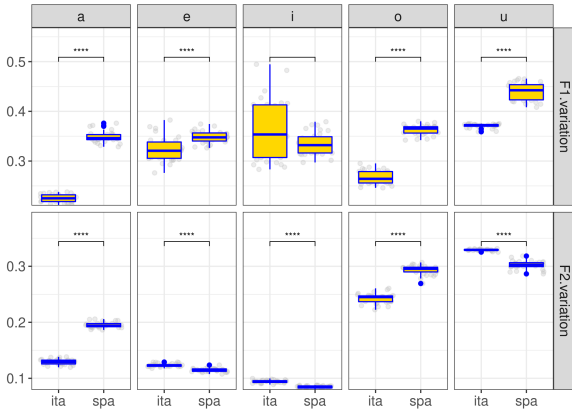 a e i o u
**** **** **** ****
0.5
0.4
0.3
F1.variation
**** **** **** **** ****
0.3
0.2
0.1
F2.variation
ita spa ita spa ita spa ita spa ita spa